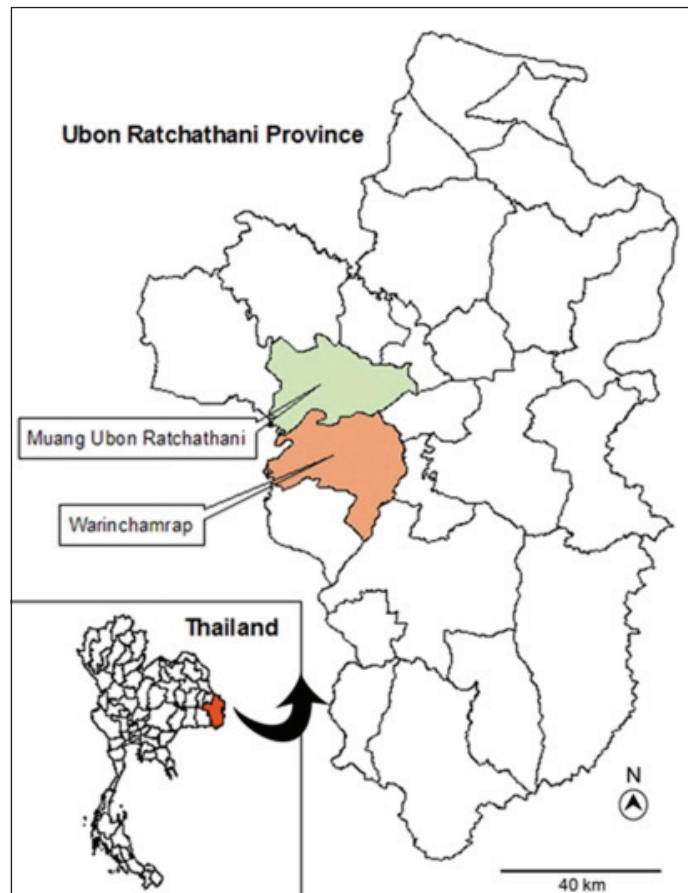 Ubon Ratchathani Province
Muang Ubon Ratchathani
Warinchamrap
Thailand
N
40 km